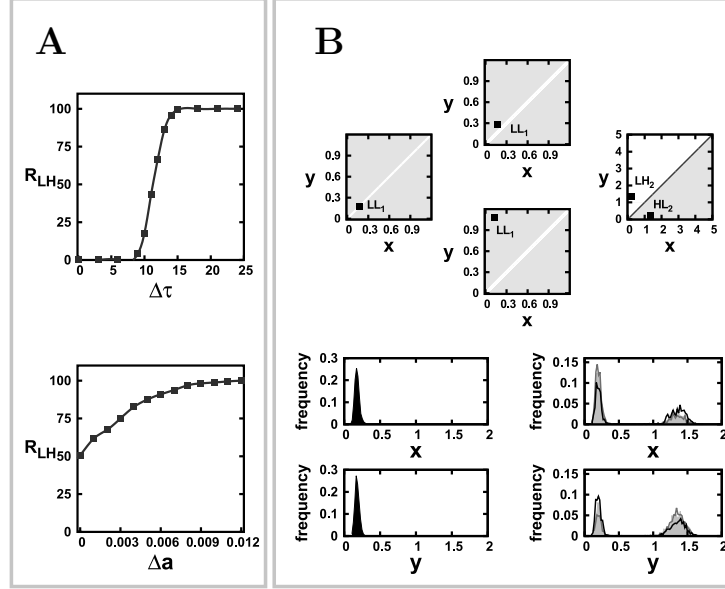 A
100
75
R_LH 50
25
0
0 5 10 15 20 25
Δτ
100
75
R_LH 50
25
0
0 0.003 0.006 0.009 0.012
Δa
B
0.9
y 0.6
0.3
0
LL₁
0 0.3 0.6 0.9
x
0.9
y 0.6
0.3
0
LL₁
0 0.3 0.6 0.9
x
5
4
y 3
2
1
0
LH₂
HL₂
0 1 2 3 4 5
x
0.9
y 0.6
0.3
0
LL₁
0 0.3 0.6 0.9
x
frequency
0.3
0.2
0.1
0
0 0.5 1 1.5 2
x
frequency
0.15
0.1
0.05
0
0 0.5 1 1.5 2
x
frequency
0.3
0.2
0.1
0
0 0.5 1 1.5 2
y
frequency
0.15
0.1
0.05
0
0 0.5 1 1.5 2
y